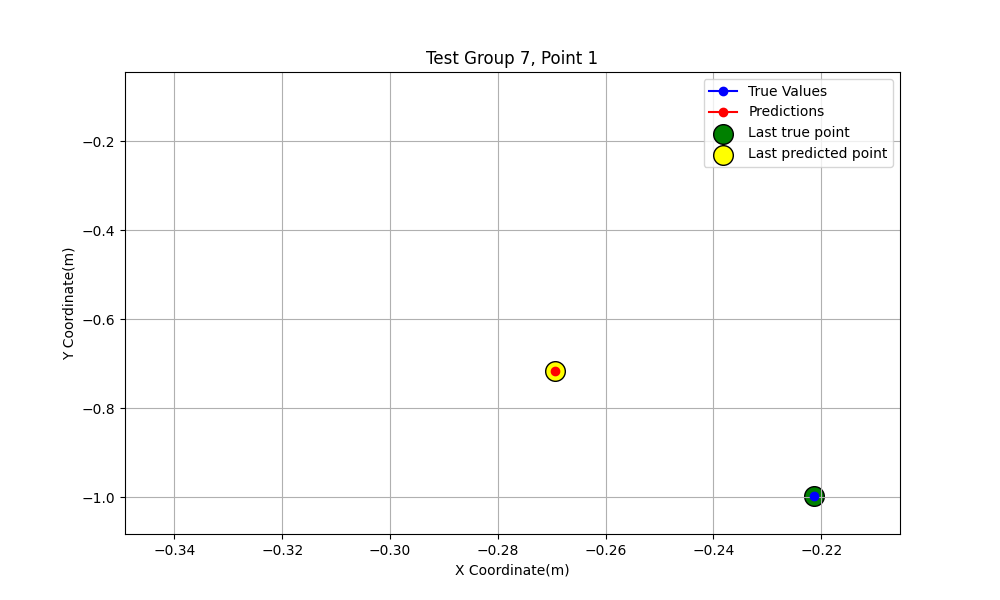 Test Group 7, Point 1
True Values
Predictions
Last true point
Last predicted point
Y Coordinate(m)
−0.2
−0.4
−0.6
−0.8
−1.0
−0.34 −0.32 −0.30 −0.28 −0.26 −0.24 −0.22
X Coordinate(m)